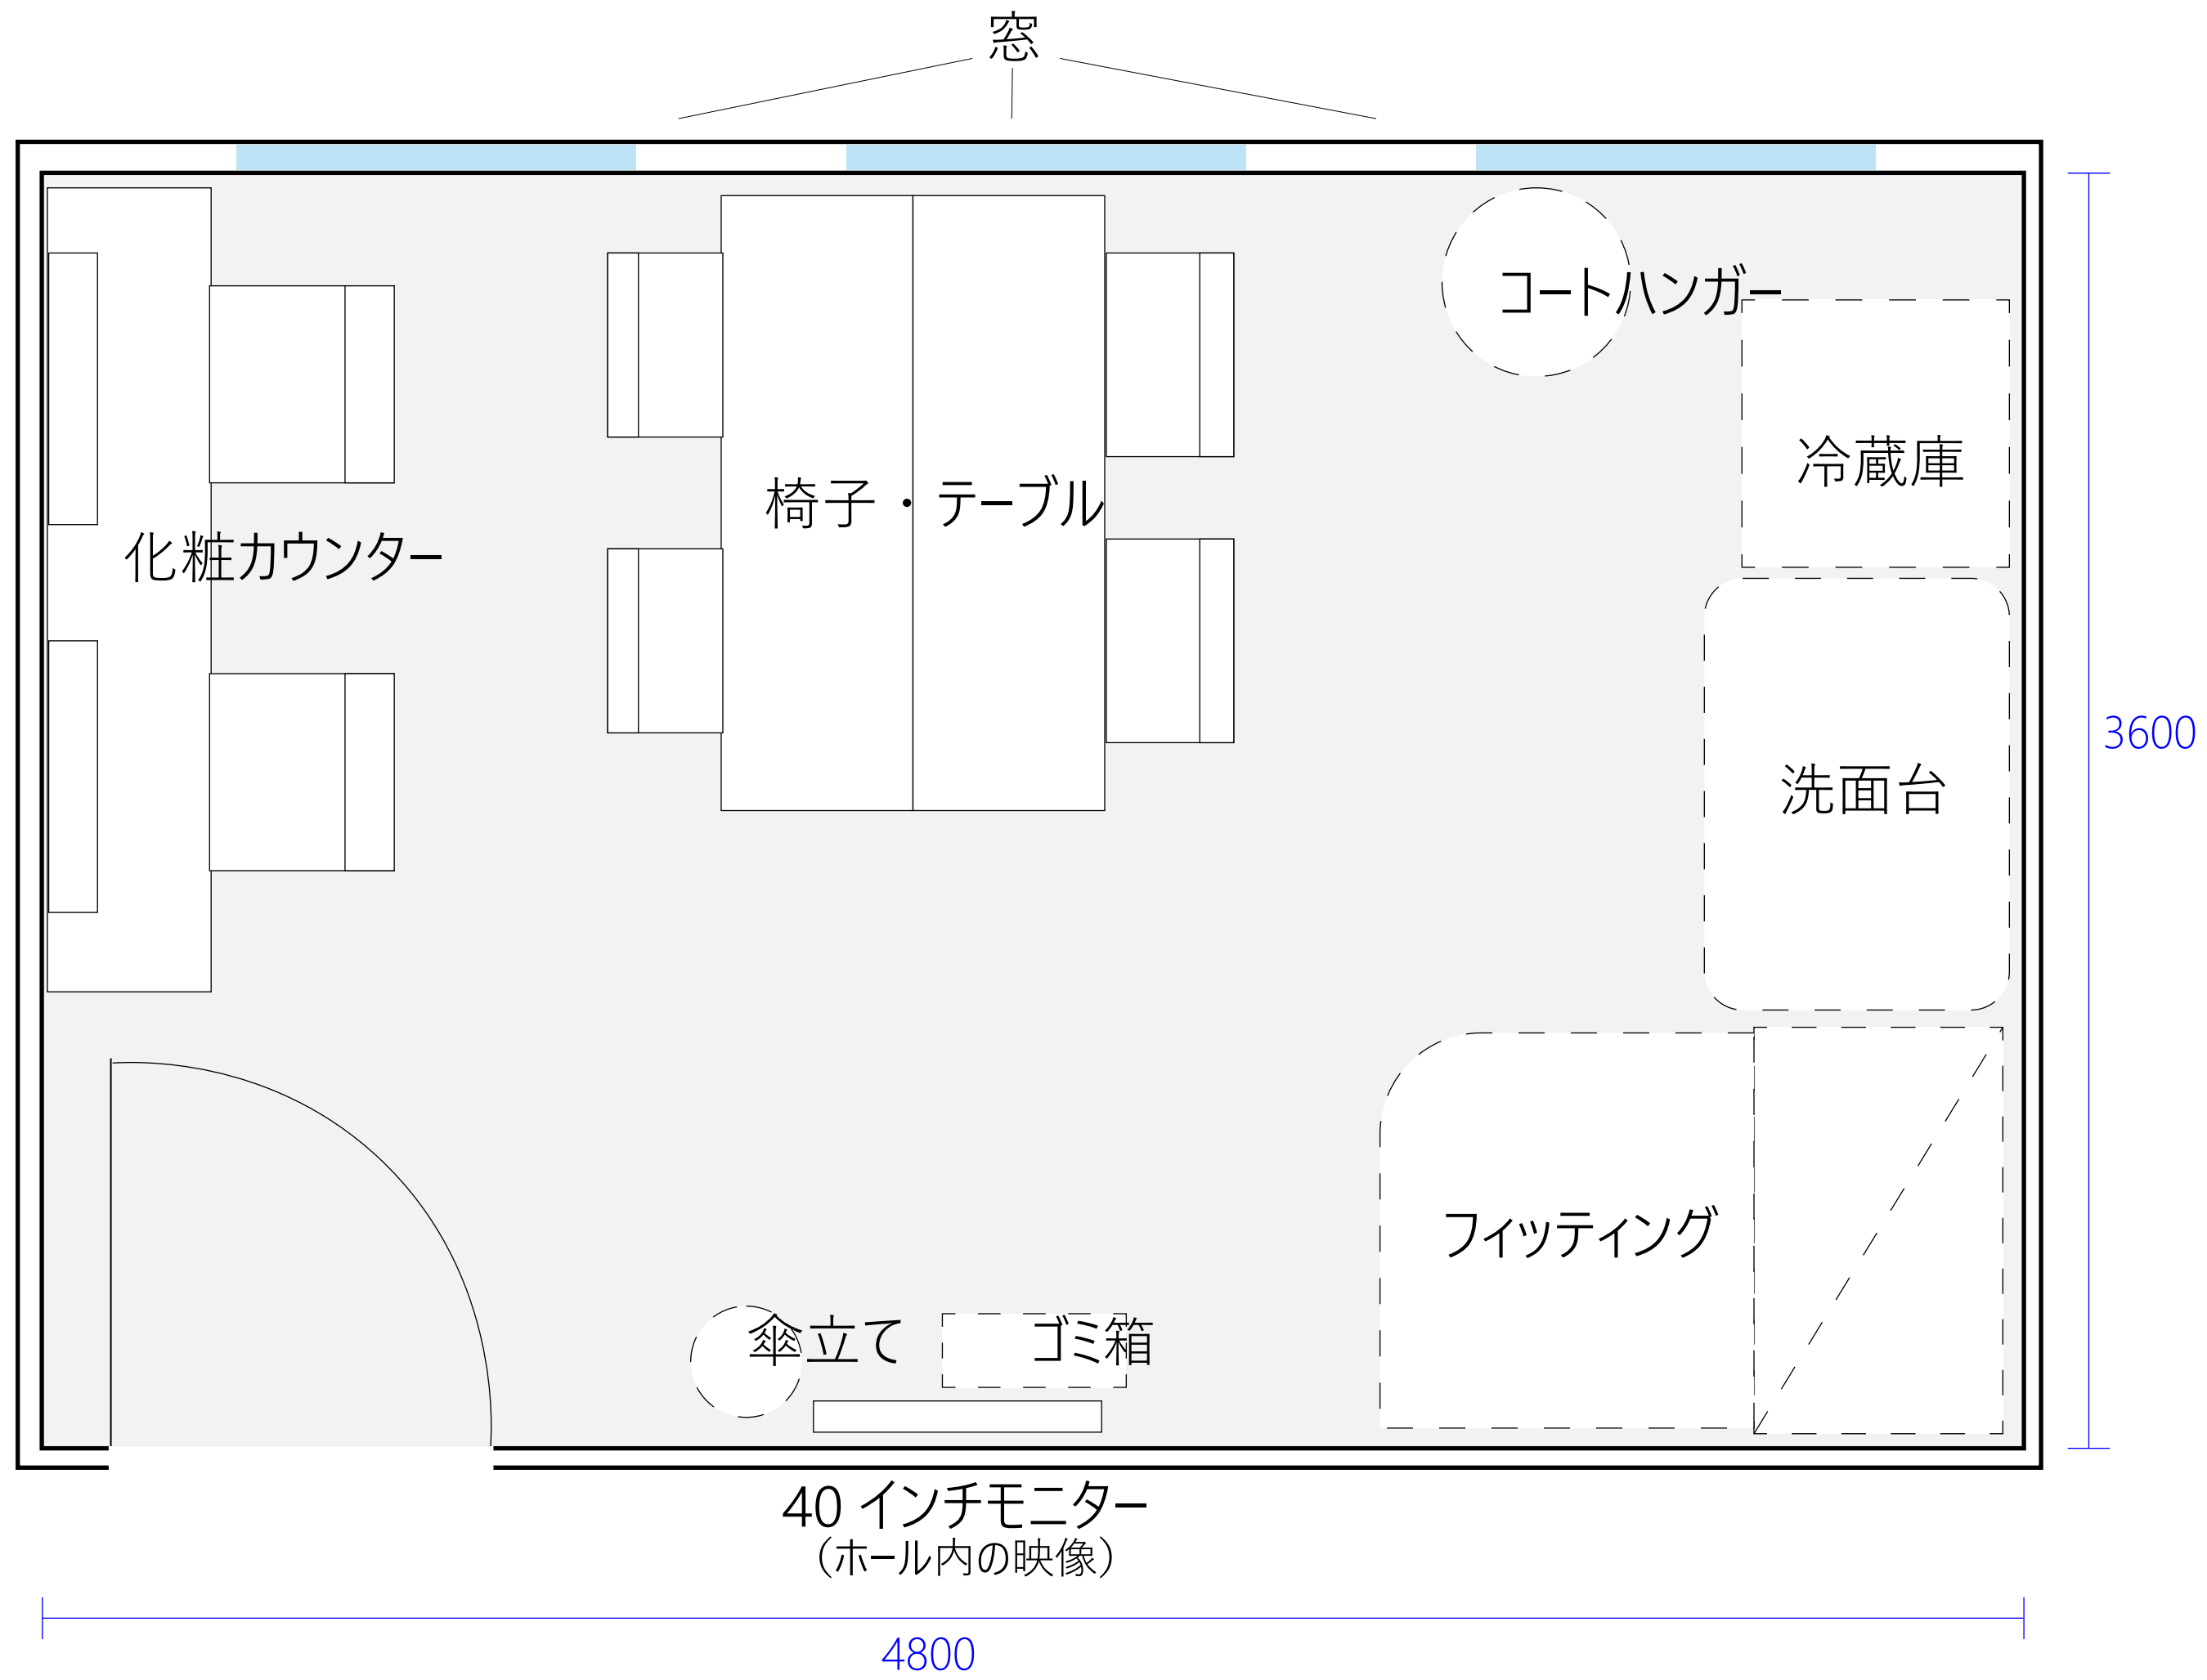 窓
コートハンガー
冷蔵庫
椅子・テーブル
化粧カウンター
3600
洗面台
フィッティング
傘立て
ゴミ箱
40 インチモニター
（ホール内の映像）
4800